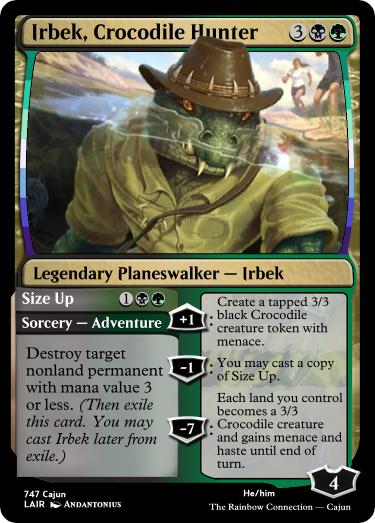 Irbek, Crocodile Hunter
3
Legendary Planeswalker — Irbek
Size Up
1
Sorcery — Adventure
Destroy target
nonland permanent
with mana value 3
or less. (Then exile
this card. You may
cast Irbek later from
exile.)
+1: Create a tapped 3/3
black Crocodile
creature token with
menace.
-1: You may cast a copy
of Size Up.
-7: Each land you control
becomes a 3/3
Crocodile creature
and gains menace and
haste until end of
turn.
4
747 Cajun
LAIR Andantonius
He/him
The Rainbow Connection — Cajun